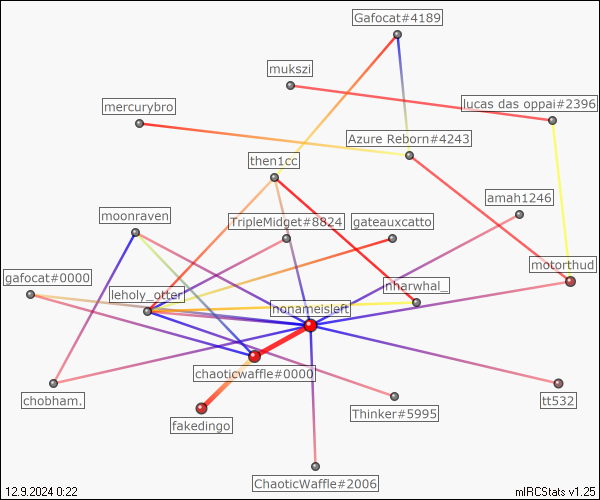 Gafocat#4189
mukszi
lucas das oppai#2396
mercurybro
Azure Reborn#4243
then1cc
amah1246
moonraven
TripleMidget#8824
gateauxcatto
motorthud
gafocat#0000
leholy_otter
nharwhal_
nonameisleft
chaoticwaffle#0000
chobham.
tt532
Thinker#5995
fakedingo
ChaoticWaffle#2006
12.9.2024 0:22
mIRCStats v1.25